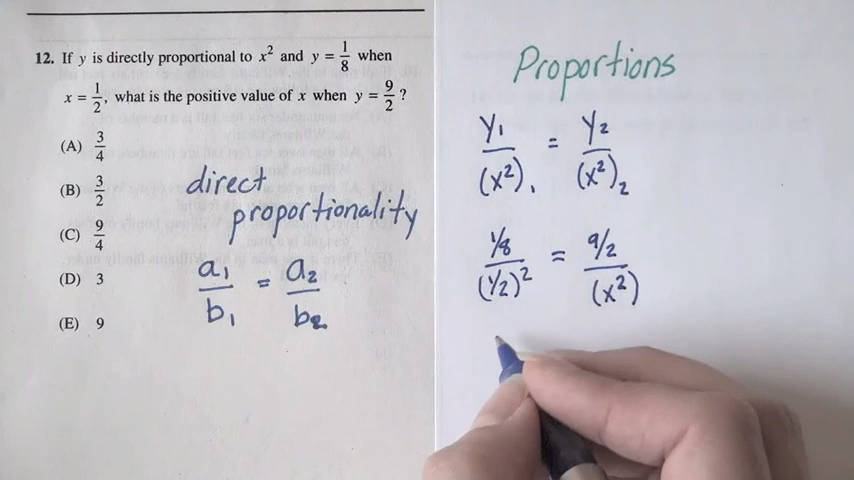 12. If y is directly proportional to x² and y = 1/8 when
x = 1/2, what is the positive value of x when y = 9/2 ?
(A) 3/4
(B) 3/2
(C) 9/4
(D) 3
(E) 9
direct
proportionality
a₁/b₁ = a₂/b₂
Proportions
y₁/(x²)₁ = y₂/(x²)₂
1/8/(1/2)² = 9/2/(x²)